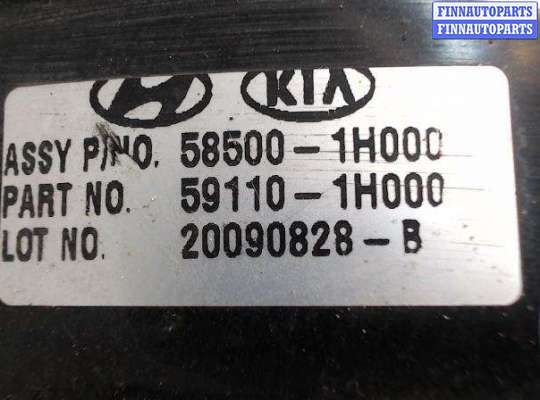 FINNAUTOPARTS
FINNAUTOPARTS
KIA
ASSY P/NO. 58500-1H000
PART NO. 59110-1H000
LOT NO. 20090828-B